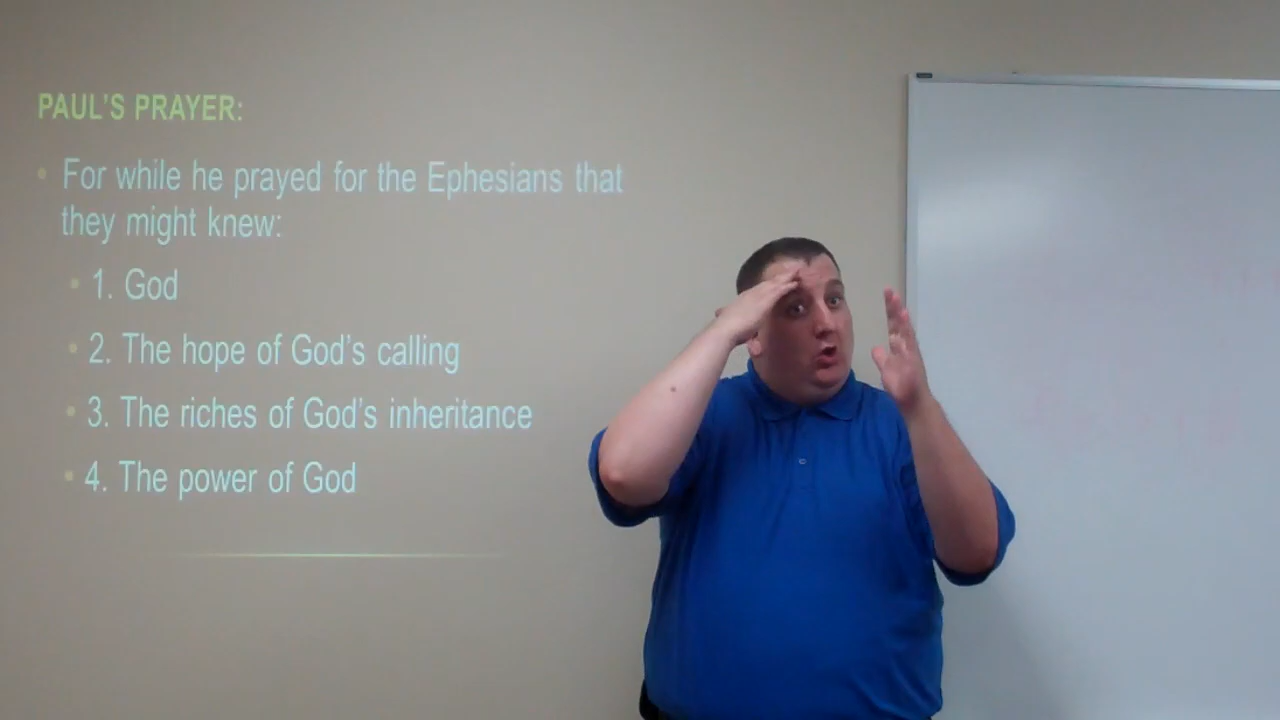 PAUL'S PRAYER:
• For while he prayed for the Ephesians that
they might knew:
• 1. God
• 2. The hope of God's calling
• 3. The riches of God's inheritance
• 4. The power of God